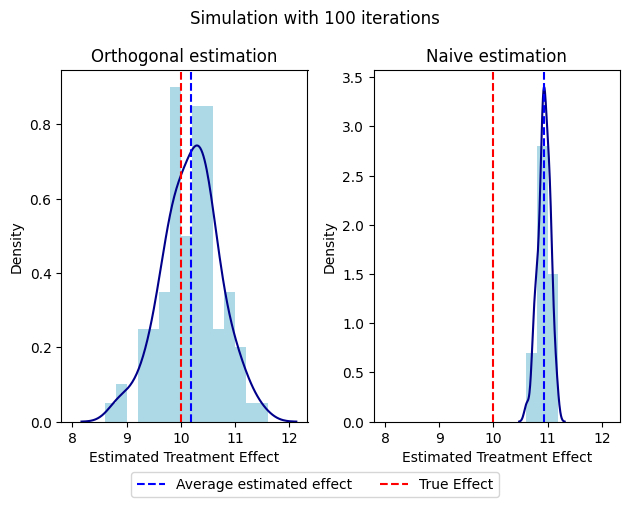 Simulation with 100 iterations
Orthogonal estimation
Naive estimation
Density
0.8
0.6
0.4
0.2
0.0
8
9
10
11
12
Estimated Treatment Effect
Density
3.5
3.0
2.5
2.0
1.5
1.0
0.5
0.0
8
9
10
11
12
Estimated Treatment Effect
Average estimated effect
True Effect